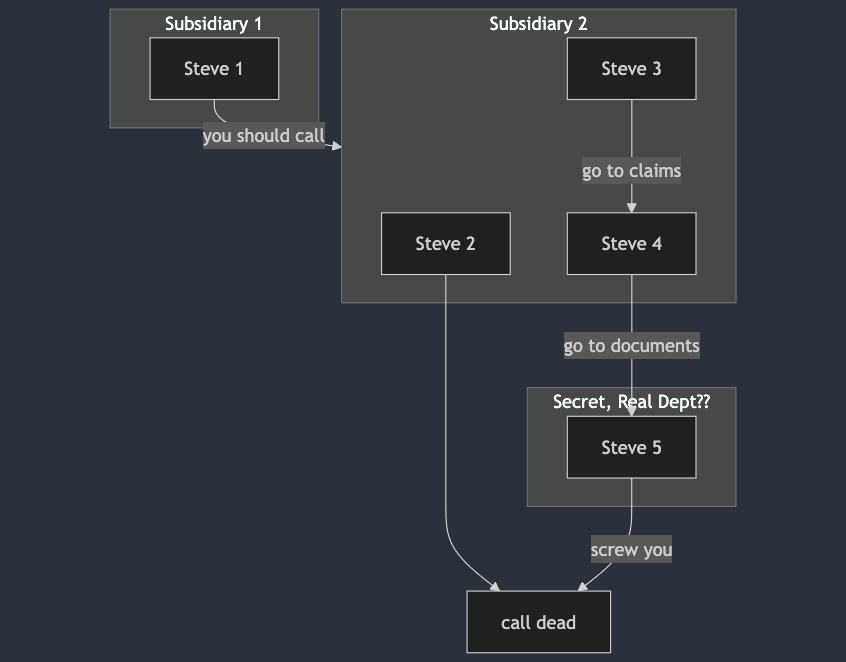 Subsidiary 1
Subsidiary 2
Steve 1
Steve 3
you should call
go to claims
Steve 2
Steve 4
go to documents
Secret, Real Dept??
Steve 5
screw you
call dead